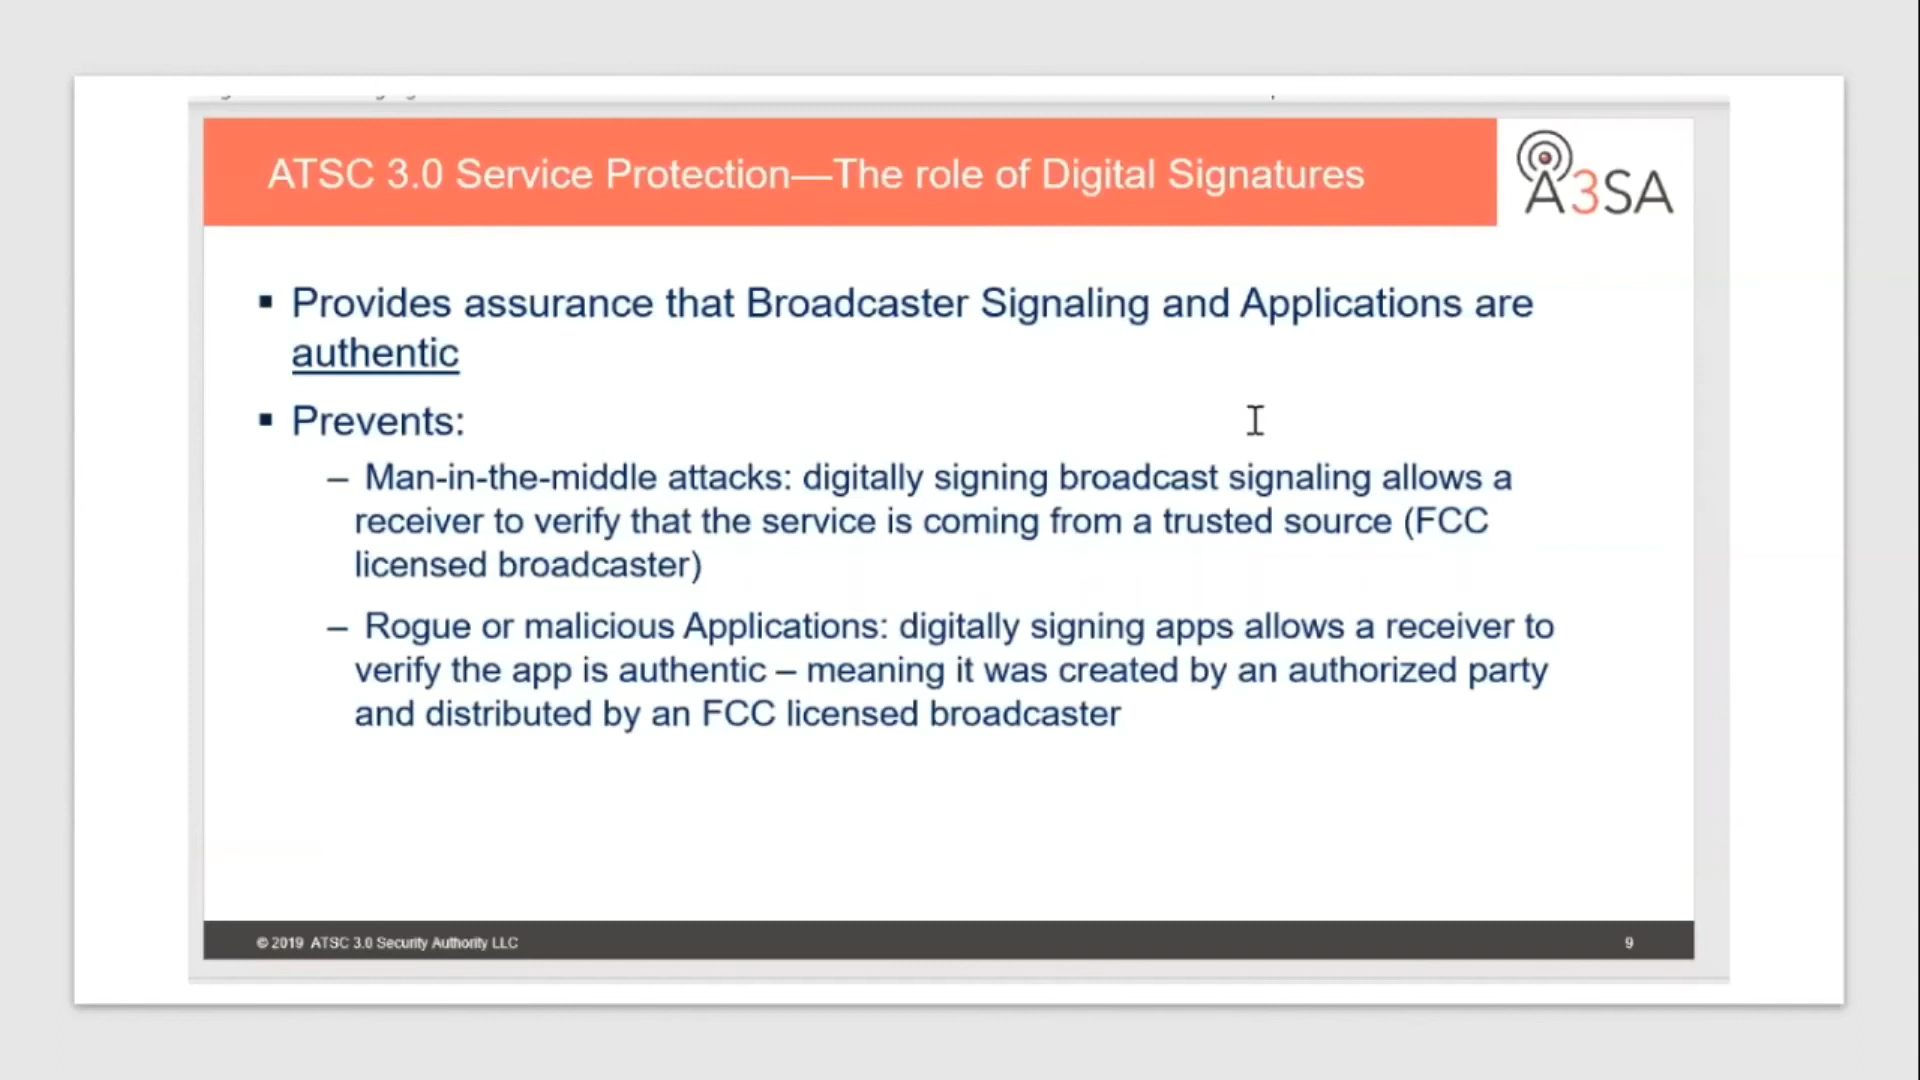 ATSC 3.0 Service Protection—The role of Digital Signatures
A3SA
▪ Provides assurance that Broadcaster Signaling and Applications are
authentic
▪ Prevents:
– Man-in-the-middle attacks: digitally signing broadcast signaling allows a
receiver to verify that the service is coming from a trusted source (FCC
licensed broadcaster)
– Rogue or malicious Applications: digitally signing apps allows a receiver to
verify the app is authentic – meaning it was created by an authorized party
and distributed by an FCC licensed broadcaster
© 2019 ATSC 3.0 Security Authority LLC
9